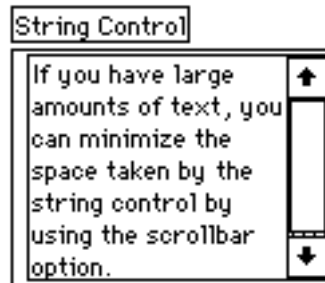 String Control
If you have large
amounts of text, you
can minimize the
space taken by the
string control by
using the scrollbar
option.